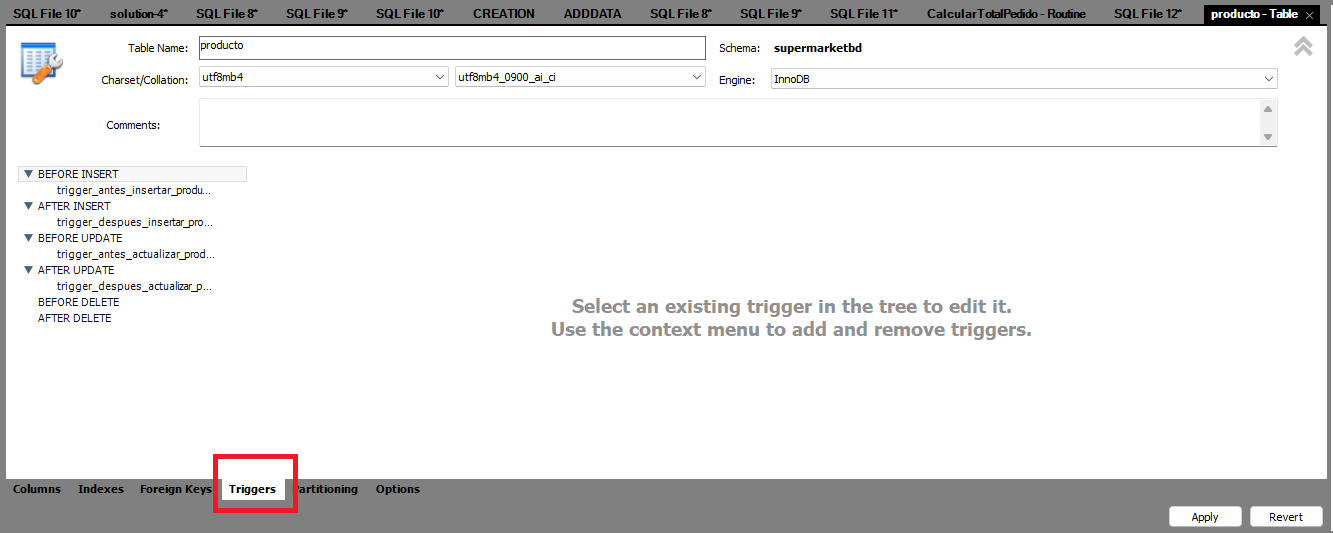 SQL File 10* solution-4* SQL File 8* SQL File 9* SQL File 10* CREATION ADDDATA SQL File 8* SQL File 9* SQL File 11* CalcularTotalPedido - Routine SQL File 12* producto - Table
Table Name: producto Schema: supermarketbd
Charset/Collation: utf8mb4 utf8mb4_0900_ai_ci Engine: InnoDB
Comments:
BEFORE INSERT
trigger_antes_insertar_produ...
AFTER INSERT
trigger_despues_insertar_pro...
BEFORE UPDATE
trigger_antes_actualizar_prod...
AFTER UPDATE
trigger_despues_actualizar_p...
BEFORE DELETE
AFTER DELETE
Select an existing trigger in the tree to edit it.
Use the context menu to add and remove triggers.
Columns Indexes Foreign Keys Triggers Partitioning Options
Apply Revert